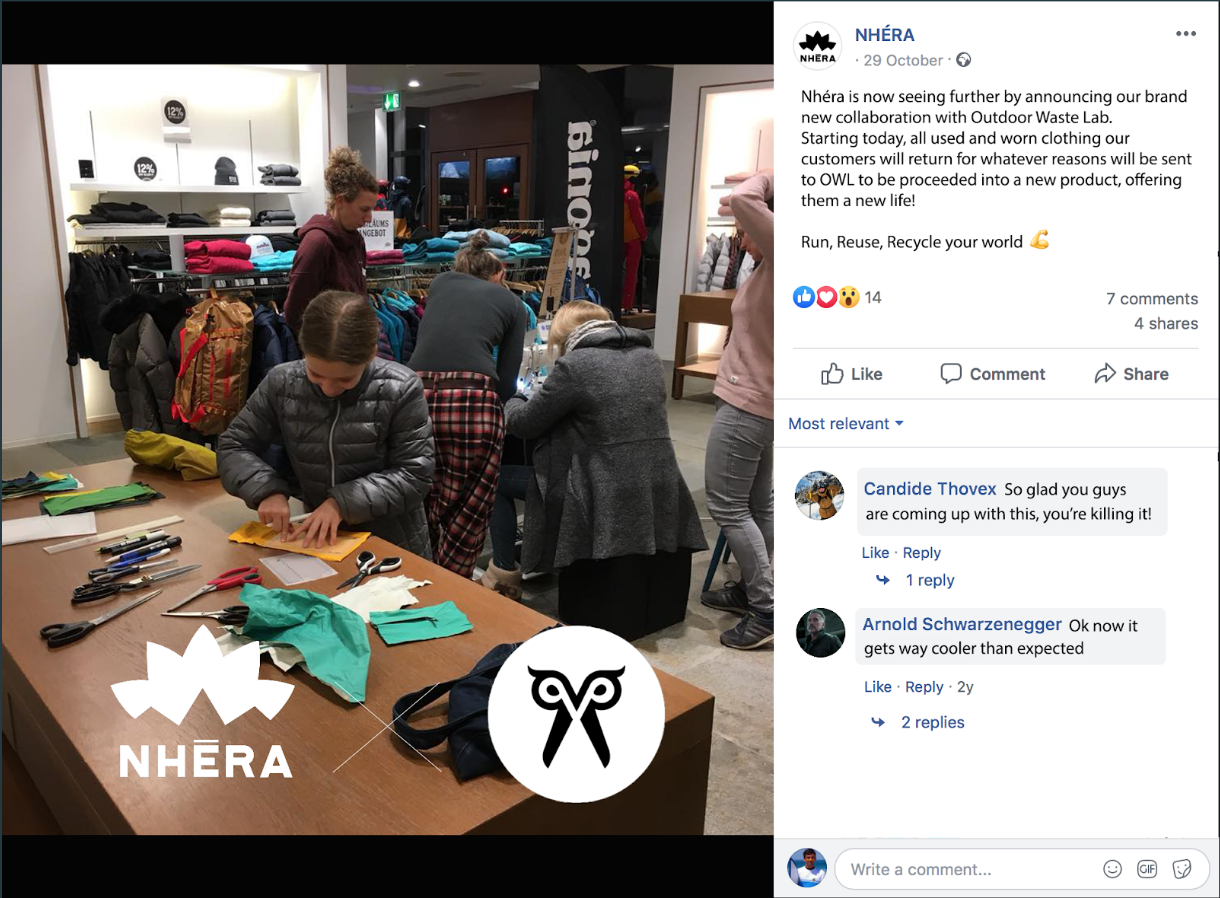 12%
12%
ILÄUMS
NGEBOT
NHĒRA
NHÉRA
NHÉRA
· 29 October ·
Nhéra is now seeing further by announcing our brand
new collaboration with Outdoor Waste Lab.
Starting today, all used and worn clothing our
customers will return for whatever reasons will be sent
to OWL to be proceeded into a new product, offering
them a new life!
Run, Reuse, Recycle your world 💪
14
7 comments
4 shares
Like Comment Share
Most relevant
Candide Thovex So glad you guys
are coming up with this, you're killing it!
Like · Reply
1 reply
Arnold Schwarzenegger Ok now it
gets way cooler than expected
Like · Reply · 2y
2 replies
Write a comment...
GIF